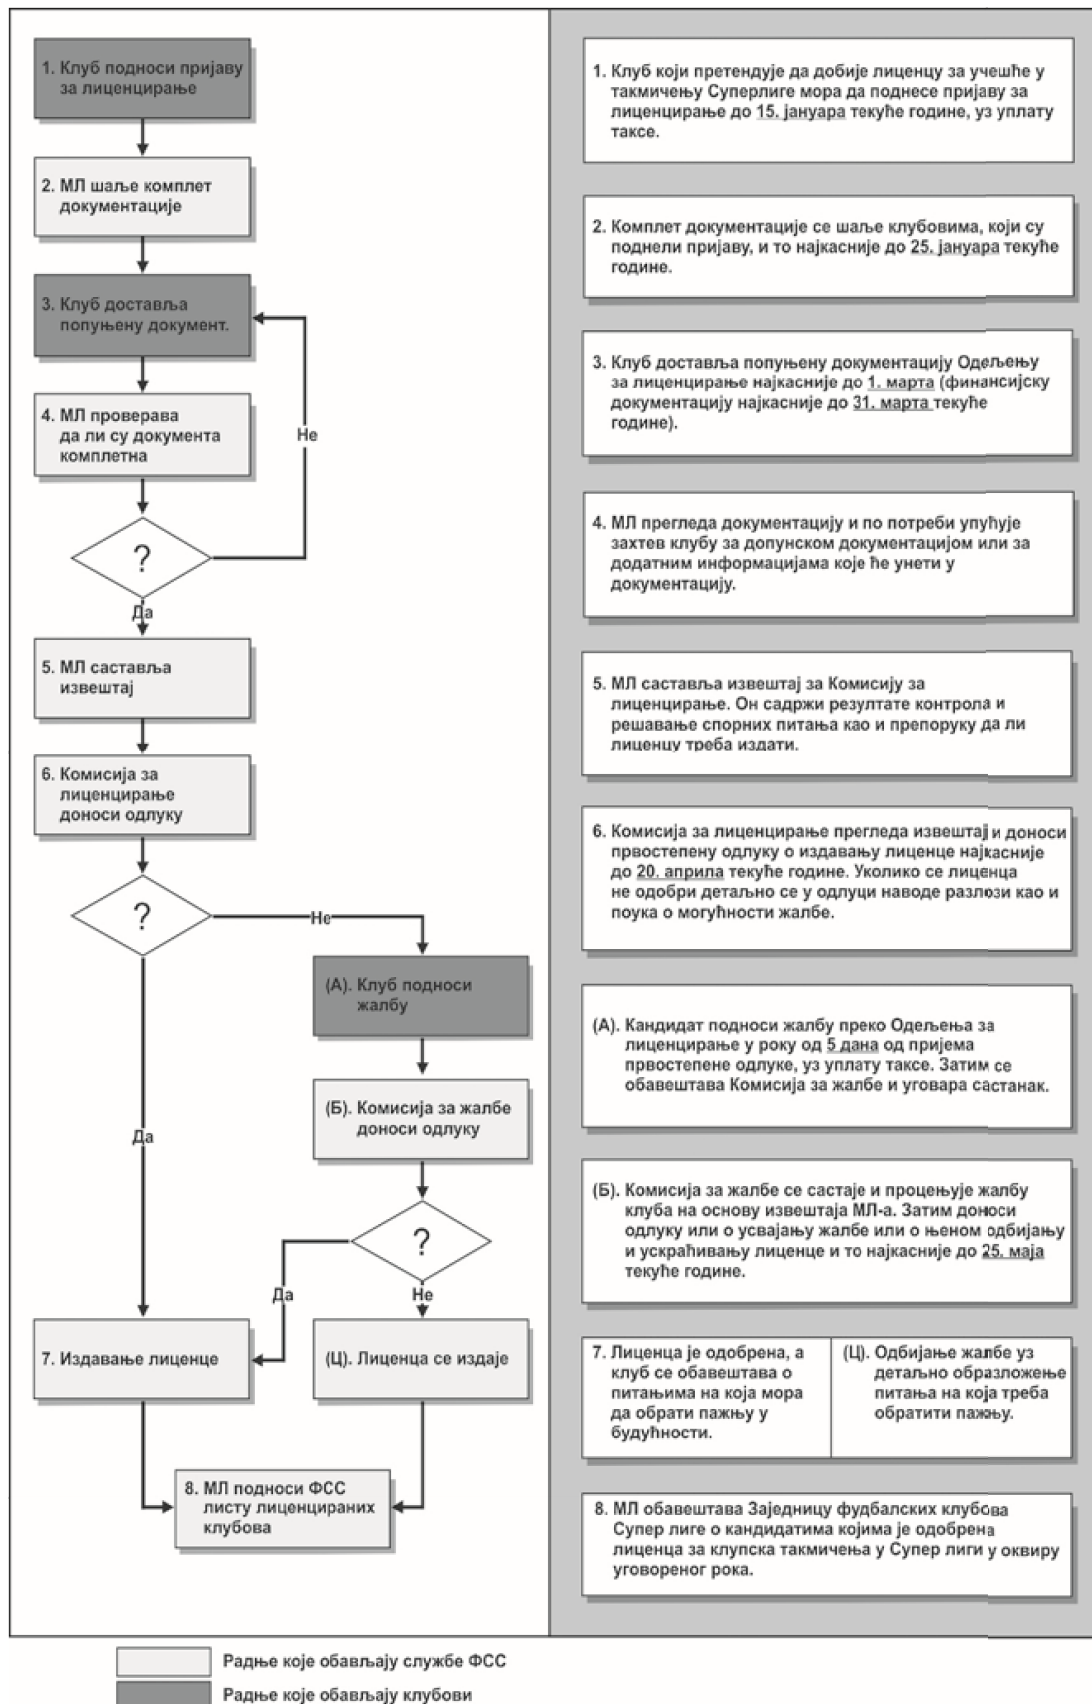 1. Клуб подноси пријаву
за лиценцирање
2. МЛ шаље комплет
документације
3. Клуб доставља
попуњену документ.
4. МЛ проверава
да ли су документа
комплетна
Не
?
Да
5. МЛ саставља
извештај
6. Комисија за
лиценцирање
доноси одлуку
?
Не
(А). Клуб подноси
жалбу
(Б). Комисија за жалбе
доноси одлуку
Да
?
Да
Не
7. Издавање лиценце
(Ц). Лиценца се издаје
8. МЛ подноси ФСС
листу лиценцираних
клубова
1. Клуб који претендује да добије лиценцу за учешће у
такмичењу Суперлиге мора да поднесе пријаву за
лиценцирање до 15. јануара текуће године, уз уплату
таксе.
2. Комплет документације се шаље клубовима, који су
поднели пријаву, и то најкасније до 25. јануара текуће
године.
3. Клуб доставља попуњену документацију Одељењу
за лиценцирање најкасније до 1. марта (финансијску
документацију најкасније до 31. марта текуће
године).
4. МЛ прегледа документацију и по потреби упућује
захтев клубу за допунском документацијом или за
додатним информацијама које ће унети у
документацију.
5. МЛ саставља извештај за Комисију за
лиценцирање. Он садржи резултате контрола и
решавање спорних питања као и препоруку да ли
лиценцу треба издати.
6. Комисија за лиценцирање прегледа извештај и доноси
првостепену одлуку о издавању лиценце најкасније
до 20. априла текуће године. Уколико се лиценца
не одобри детаљно се у одлуци наводе разлози као и
поука о могућности жалбе.
(А). Кандидат подноси жалбу преко Одељења за
лиценцирање у року од 5 дана од пријема
првостепене одлуке, уз уплату таксе. Затим се
обавештава Комисија за жалбе и уговара састанак.
(Б). Комисија за жалбе се састаје и процењује жалбу
клуба на основу извештаја МЛ-а. Затим доноси
одлуку или о усвајању жалбе или о њеном одбијању
и ускраћивању лиценце и то најкасније до 25. маја
текуће године.
7. Лиценца је одобрена, а
клуб се обавештава о
питањима на која мора
да обрати пажњу у
будућности.
(Ц). Одбијање жалбе уз
детаљно образложење
питања на која треба
обратити пажњу.
8. МЛ обавештава Заједницу фудбалских клубова
Супер лиге о кандидатима којима је одобрена
лиценца за клупска такмичења у Супер лиги у оквиру
уговореног рока.
Радње које обављају службе ФСС
Радње које обављају клубови